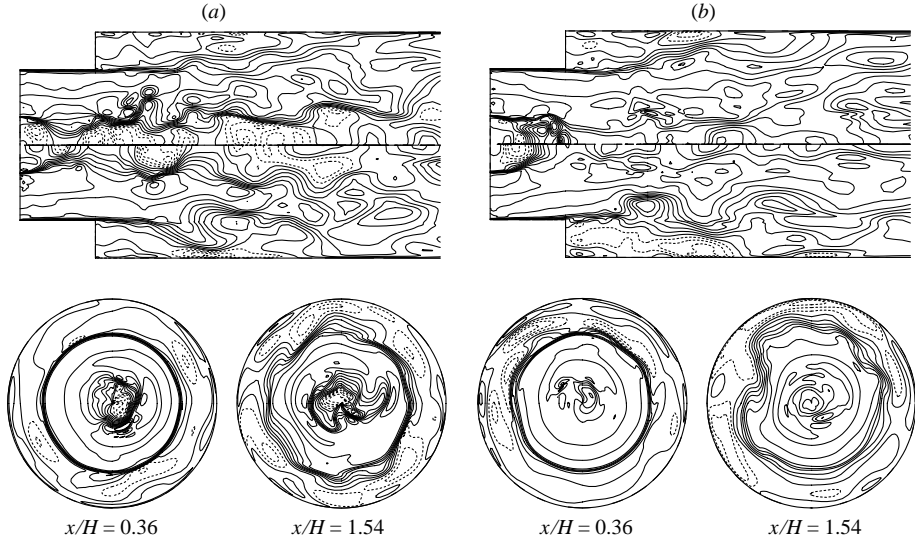 (a)
(b)
x/H = 0.36
x/H = 1.54
x/H = 0.36
x/H = 1.54